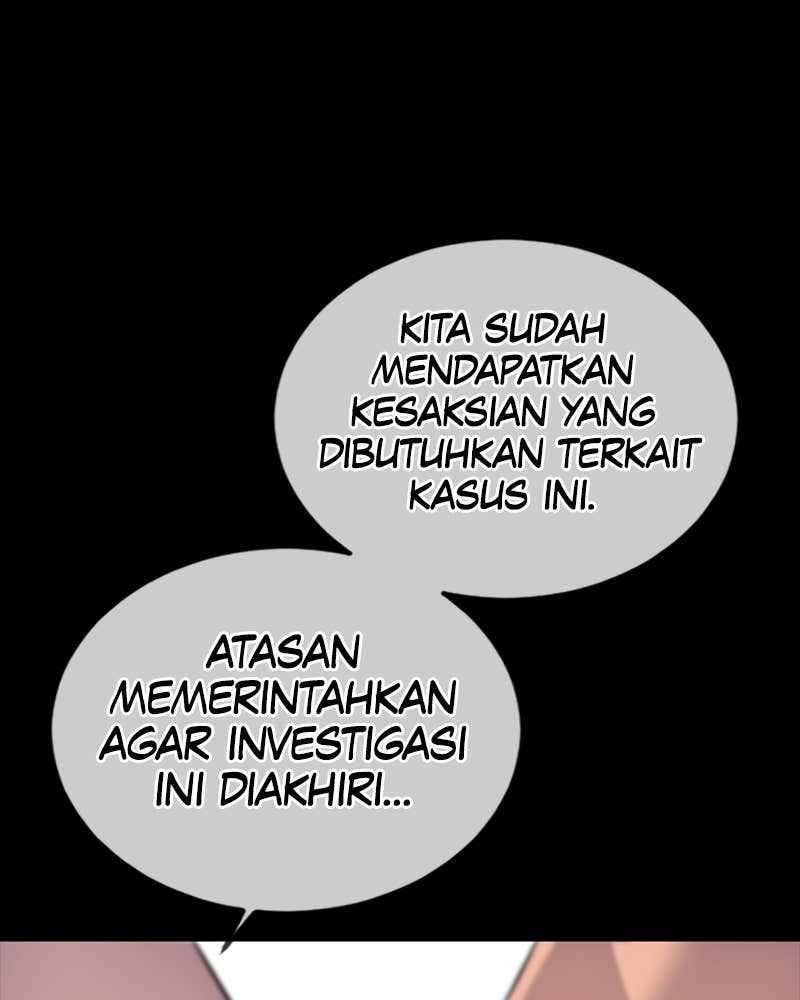 KITA SUDAH
MENDAPATKAN
KESAKSIAN YANG
DIBUTUHKAN TERKAIT
KASUS INI.
ATASAN
MEMERINTAHKAN
AGAR INVESTIGASI
INI DIAKHIRI...